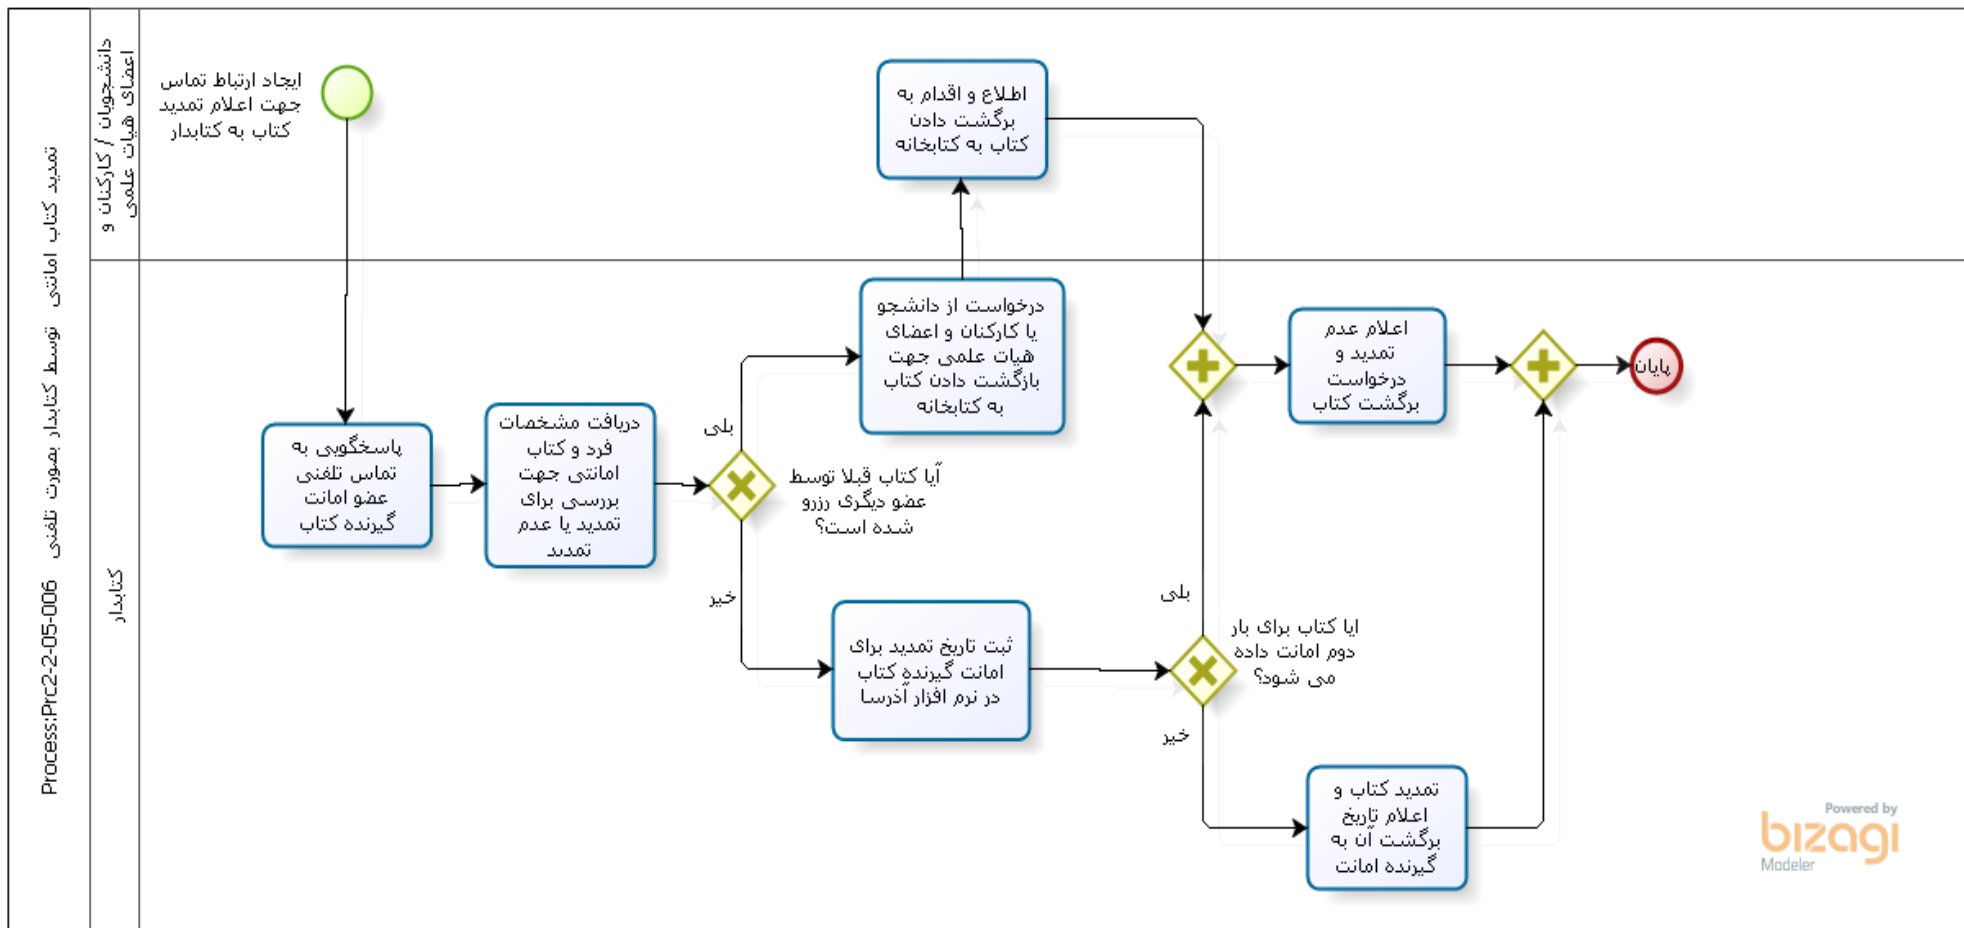 تمدید کتاب امانتی توسط کتابدار بصورت تلفنی Process:Prc2-2-05-006
دانشجویان / کارکنان و
اعضای هیات علمی
ایجاد ارتباط تماس
جهت اعلام تمدید
کتاب به کتابدار
اطلاع و اقدام به
برگشت دادن
کتاب به کتابخانه
کتابدار
پاسخگویی به
تماس تلفنی
عضو امانت
گیرنده کتاب
دریافت مشخصات
فرد و کتاب
امانتی جهت
بررسی برای
تمدید یا عدم
تمدید
آیا کتاب قبلا توسط
عضو دیگری رزرو
شده است؟
بلی
درخواست از دانشجو
یا کارکنان و اعضای
هیات علمی جهت
بازگشت دادن کتاب
به کتابخانه
خیر
ثبت تاریخ تمدید برای
امانت گیرنده کتاب
در نرم افزار آذرسا
ایا کتاب برای بار
دوم امانت داده
می شود؟
بلی
اعلام عدم
تمدید و
درخواست
برگشت کتاب
خیر
تمدید کتاب و
اعلام تاریخ
برگشت آن به
گیرنده امانت
پایان
Powered by
bizagi
Modeler